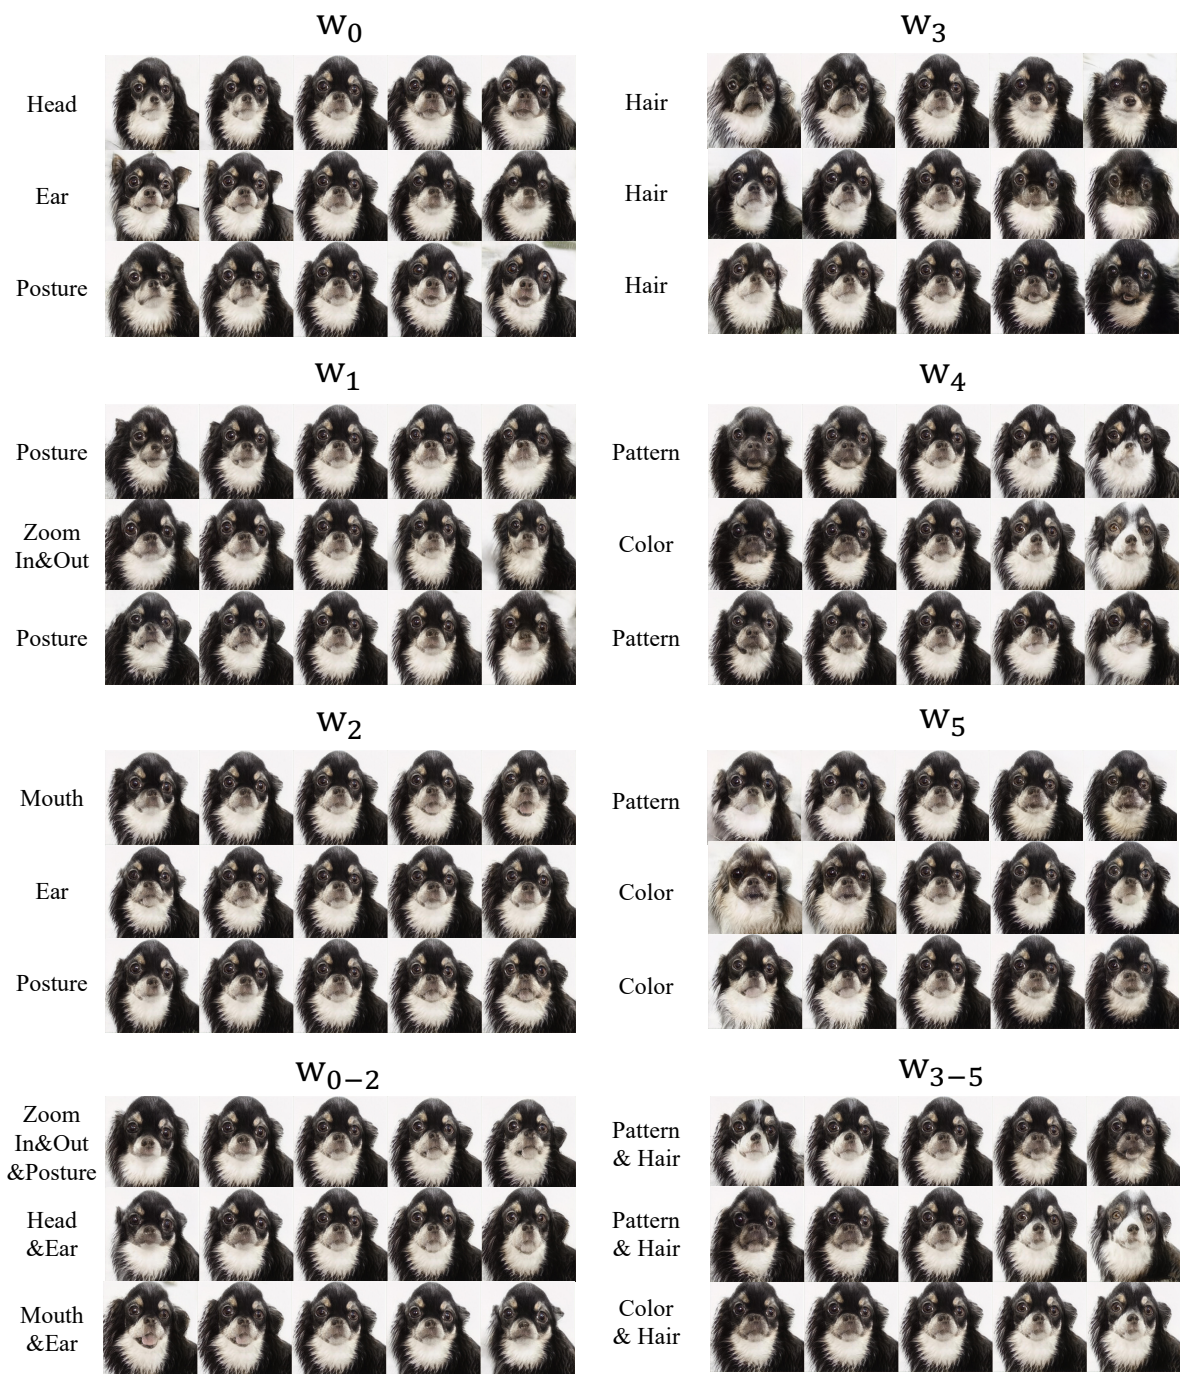 w0
Head
Ear
Posture
w3
Hair
Hair
Hair
w1
Posture
Zoom
In&Out
Posture
w4
Pattern
Color
Pattern
w2
Mouth
Ear
Posture
w5
Pattern
Color
Color
w0−2
Zoom
In&Out
&Posture
Head
&Ear
Mouth
&Ear
w3−5
Pattern
& Hair
Pattern
& Hair
Color
& Hair